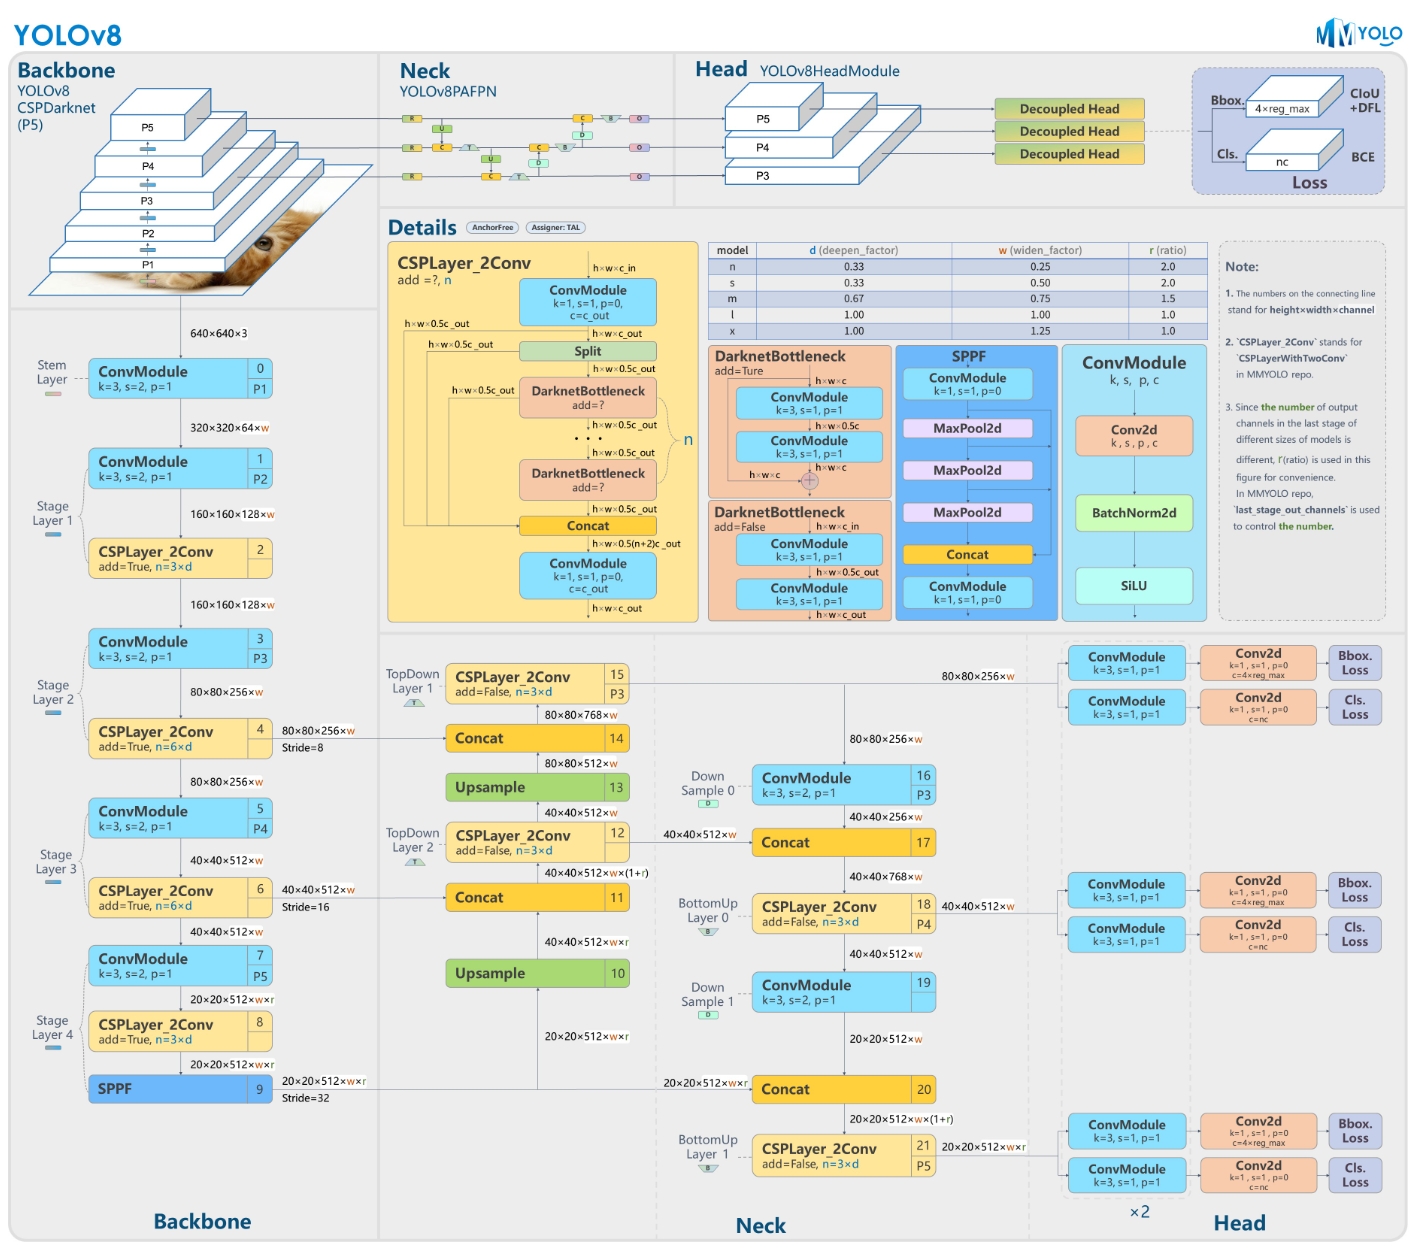 YOLOv8
MMYOLO
Backbone
YOLOv8
CSPDarknet
(P5)
P5
P4
P3
P2
P1
Neck
YOLOv8PAFPN
R
U
C
T
R
C
T
U
R
C
T
C
D
C
B
D
C
B
O
O
O
Head YOLOv8HeadModule
P5
P4
P3
Decoupled Head
Decoupled Head
Decoupled Head
Bbox.
4×reg_max
CIoU
+DFL
Cls.
nc
BCE
Loss
Details AnchorFree Assigner: TAL
CSPLayer_2Conv
add =?, n
h×w×c_in
ConvModule
k=1, s=1, p=0,
c=c_out
h×w×0.5c_out
h×w×c_out
h×w×0.5c_out
Split
h×w×0.5c_out
h×w×0.5c_out
DarknetBottleneck
add=?
h×w×0.5c_out
• • •
h×w×0.5c_out
n
DarknetBottleneck
add=?
h×w×0.5c_out
Concat
h×w×0.5(n+2)c_out
ConvModule
k=1, s=1, p=0,
c=c_out
h×w×c_out
model d (deepen_factor) w (widen_factor) r (ratio)
n 0.33 0.25 2.0
s 0.33 0.50 2.0
m 0.67 0.75 1.5
l 1.00 1.00 1.0
x 1.00 1.25 1.0
DarknetBottleneck
add=Ture
h×w×c
ConvModule
k=3, s=1, p=1
h×w×0.5c
ConvModule
k=3, s=1, p=1
h×w×c
h×w×c
+
DarknetBottleneck
add=False
h×w×c_in
ConvModule
k=3, s=1, p=1
h×w×0.5c_out
ConvModule
k=3, s=1, p=1
h×w×c_out
SPPF
ConvModule
k=1, s=1, p=0
MaxPool2d
MaxPool2d
MaxPool2d
Concat
ConvModule
k=1, s=1, p=0
ConvModule
k, s, p, c
Conv2d
k , s , p , c
BatchNorm2d
SiLU
Note:
1. The numbers on the connecting line
stand for height×width×channel
2. `CSPLayer_2Conv` stands for
`CSPLayerWithTwoConv`
in MMYOLO repo.
3. Since the number of output
channels in the last stage of
different sizes of models is
different, r(ratio) is used in this
figure for convenience.
In MMYOLO repo,
`last_stage_out_channels` is used
to control the number.
640×640×3
Stem
Layer
ConvModule
k=3, s=2, p=1
0
P1
320×320×64×w
ConvModule
k=3, s=2, p=1
1
P2
Stage
Layer 1
160×160×128×w
CSPLayer_2Conv
add=True, n=3×d
2
160×160×128×w
ConvModule
k=3, s=2, p=1
3
P3
Stage
Layer 2
80×80×256×w
CSPLayer_2Conv
add=True, n=6×d
4
80×80×256×w
Stride=8
80×80×256×w
ConvModule
k=3, s=2, p=1
5
P4
Stage
Layer 3
40×40×512×w
CSPLayer_2Conv
add=True, n=6×d
6
40×40×512×w
Stride=16
40×40×512×w
ConvModule
k=3, s=2, p=1
7
P5
20×20×512×w×r
Stage
Layer 4
CSPLayer_2Conv
add=True, n=3×d
8
20×20×512×w×r
SPPF
9
20×20×512×w×r
Stride=32
Backbone
TopDown
Layer 1
T
CSPLayer_2Conv
add=False, n=3×d
15
P3
80×80×768×w
Concat
14
80×80×512×w
Upsample
13
40×40×512×w
TopDown
Layer 2
T
CSPLayer_2Conv
add=False, n=3×d
12
40×40×512×w×(1+r)
Concat
11
40×40×512×w×r
Upsample
10
20×20×512×w×r
80×80×256×w
80×80×256×w
Down
Sample 0
D
ConvModule
k=3, s=2, p=1
16
P3
40×40×256×w
40×40×512×w
Concat
17
40×40×768×w
BottomUp
Layer 0
B
CSPLayer_2Conv
add=False, n=3×d
18
P4
40×40×512×w
40×40×512×w
Down
Sample 1
D
ConvModule
k=3, s=2, p=1
19
20×20×512×w
20×20×512×w×r
Concat
20
20×20×512×w×(1+r)
BottomUp
Layer 1
B
CSPLayer_2Conv
add=False, n=3×d
21
P5
20×20×512×w×r
Neck
ConvModule
k=3, s=1, p=1
Conv2d
k=1 , s=1 , p=0
c=4×reg_max
Bbox.
Loss
ConvModule
k=3, s=1, p=1
Conv2d
k=1 , s=1 , p=0
c=nc
Cls.
Loss
ConvModule
k=3, s=1, p=1
Conv2d
k=1 , s=1 , p=0
c=4×reg_max
Bbox.
Loss
ConvModule
k=3, s=1, p=1
Conv2d
k=1 , s=1 , p=0
c=nc
Cls.
Loss
ConvModule
k=3, s=1, p=1
Conv2d
k=1 , s=1 , p=0
c=4×reg_max
Bbox.
Loss
ConvModule
k=3, s=1, p=1
Conv2d
k=1 , s=1 , p=0
c=nc
Cls.
Loss
×2
Head